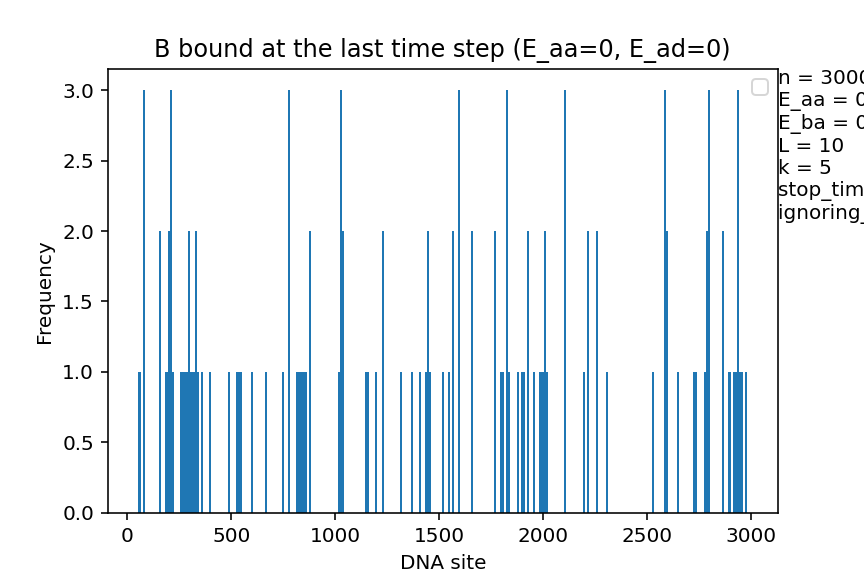 B bound at the last time step (E_aa=0, E_ad=0)
n = 3000
E_aa = 0
E_ba = 0
L = 10
k = 5
stop_tim
ignoring_
3.0
2.5
2.0
1.5
1.0
0.5
0.0
Frequency
0 500 1000 1500 2000 2500 3000
DNA site